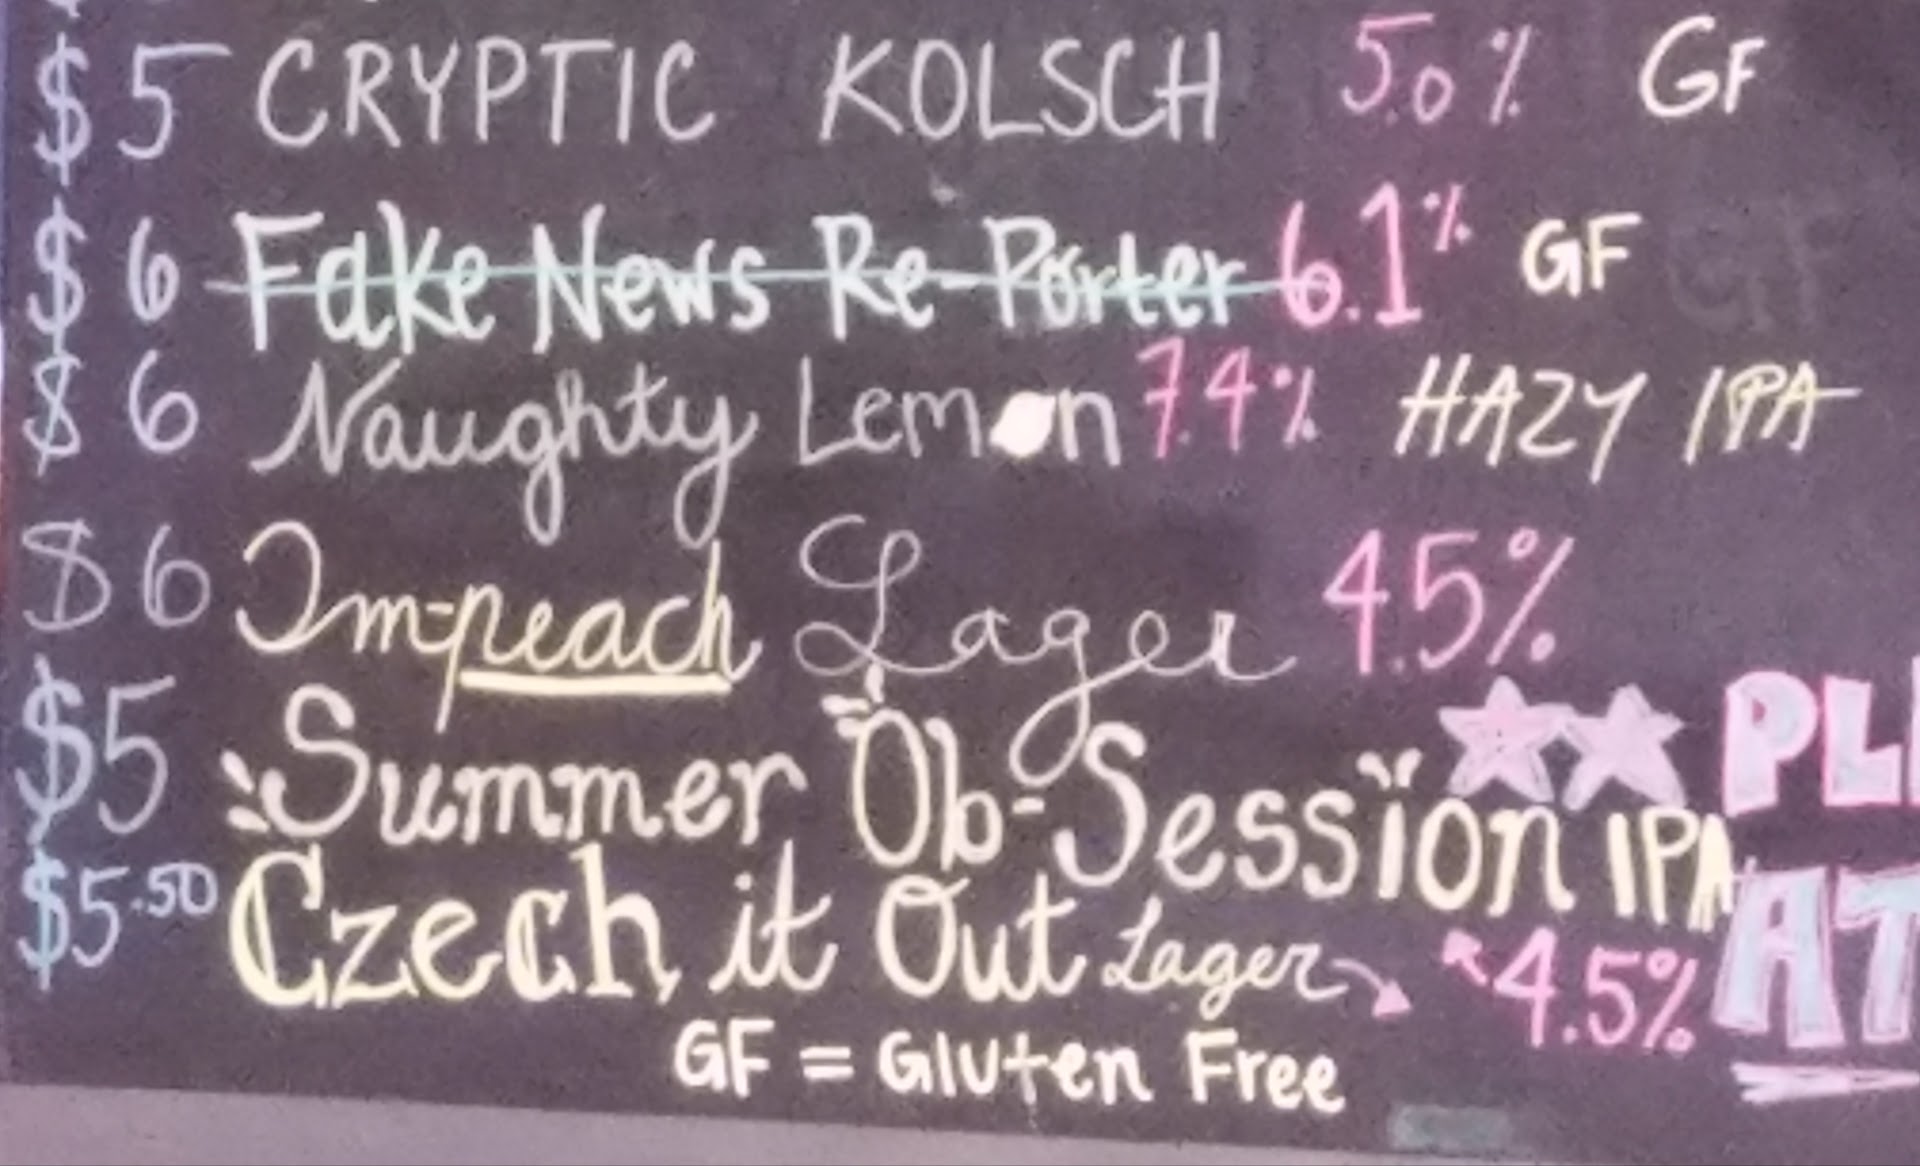 $5 CRYPTIC KOLSCH 5.0% GF
$6 Fake News Re-Porter 6.1% GF
$6 Naughty Lemon 7.4% HAZY IPA
$6 Im-peach Lager 4.5%
$5 Summer Ob-Session IPA
$5.50 Czech it Out Lager 4.5%
GF = Gluten Free
PL
AT